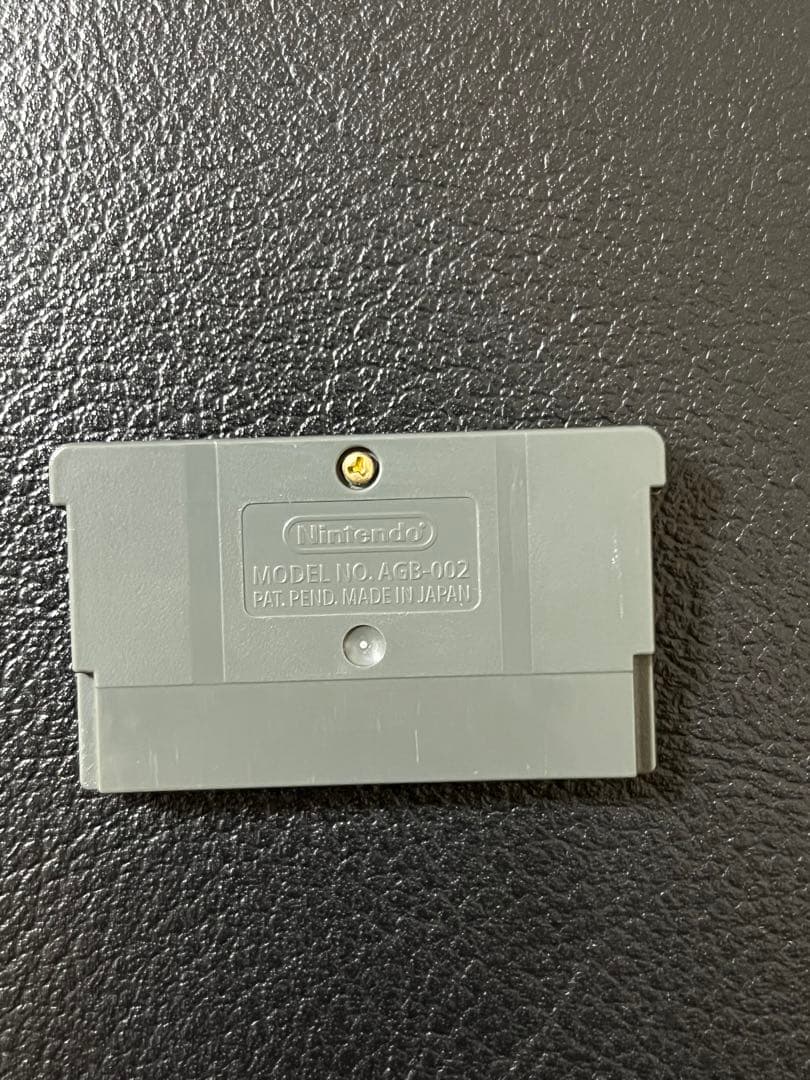 Nintendo®
MODEL NO. AGB-002
PAT. PEND. MADE IN JAPAN